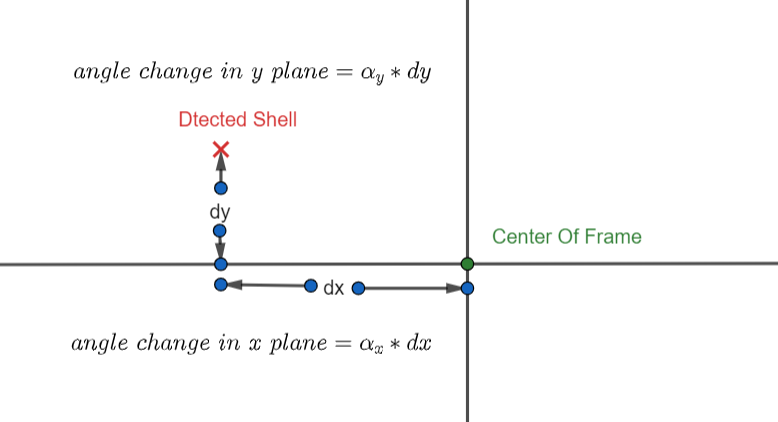 angle change in y plane = α_y * dy
Dtected Shell
dy
Center Of Frame
dx
angle change in x plane = α_x * dx